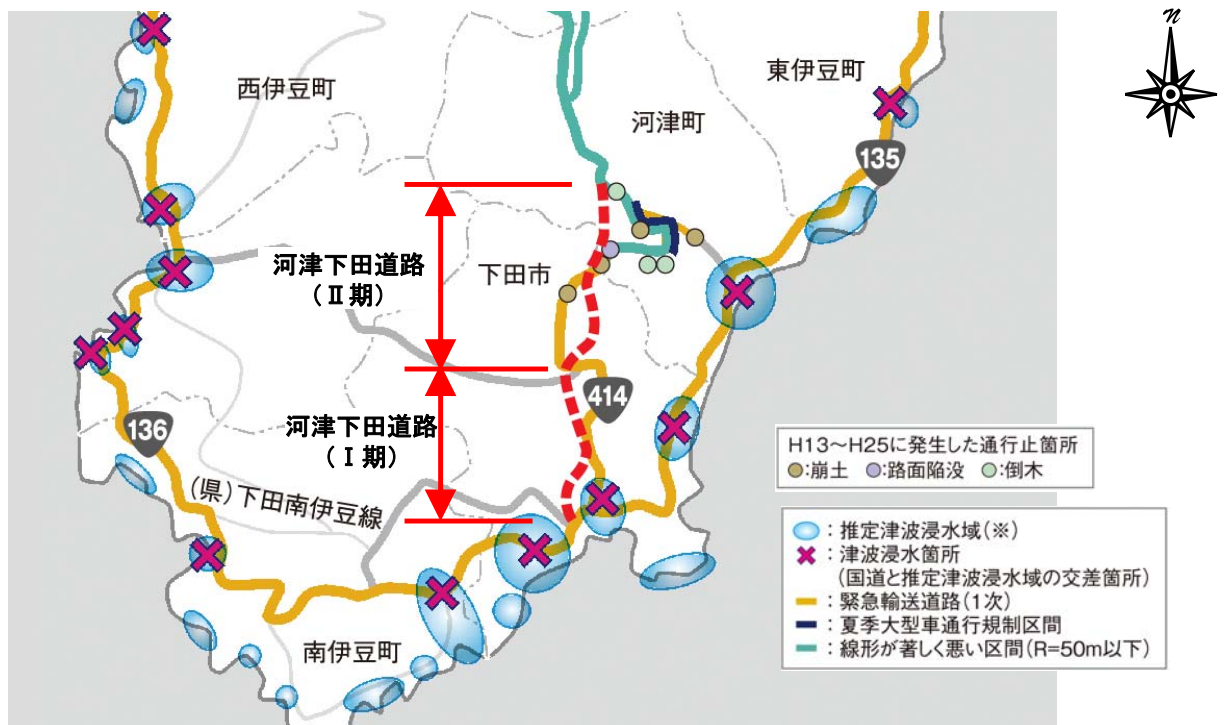 n
西伊豆町
東伊豆町
河津町
135
河津下田道路
(Ⅱ期)
下田市
414
河津下田道路
(Ⅰ期)
136
(県)下田南伊豆線
南伊豆町
H13～H25に発生した通行止箇所
:崩土 :路面陥没 :倒木
:推定津波浸水域(※)
:津波浸水箇所
(国道と推定津波浸水域の交差箇所)
:緊急輸送道路(1次)
:夏季大型車通行規制区間
:線形が著しく悪い区間(R=50m以下)